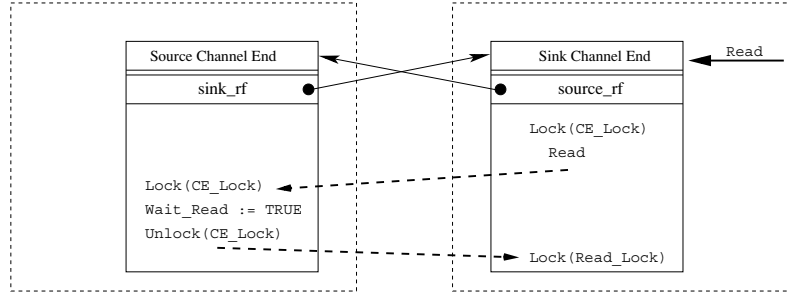 Source Channel End
sink_rf
Lock(CE_Lock)
Wait_Read := TRUE
Unlock(CE_Lock)
Sink Channel End
source_rf
Lock(CE_Lock)
Read
Lock(Read_Lock)
Read